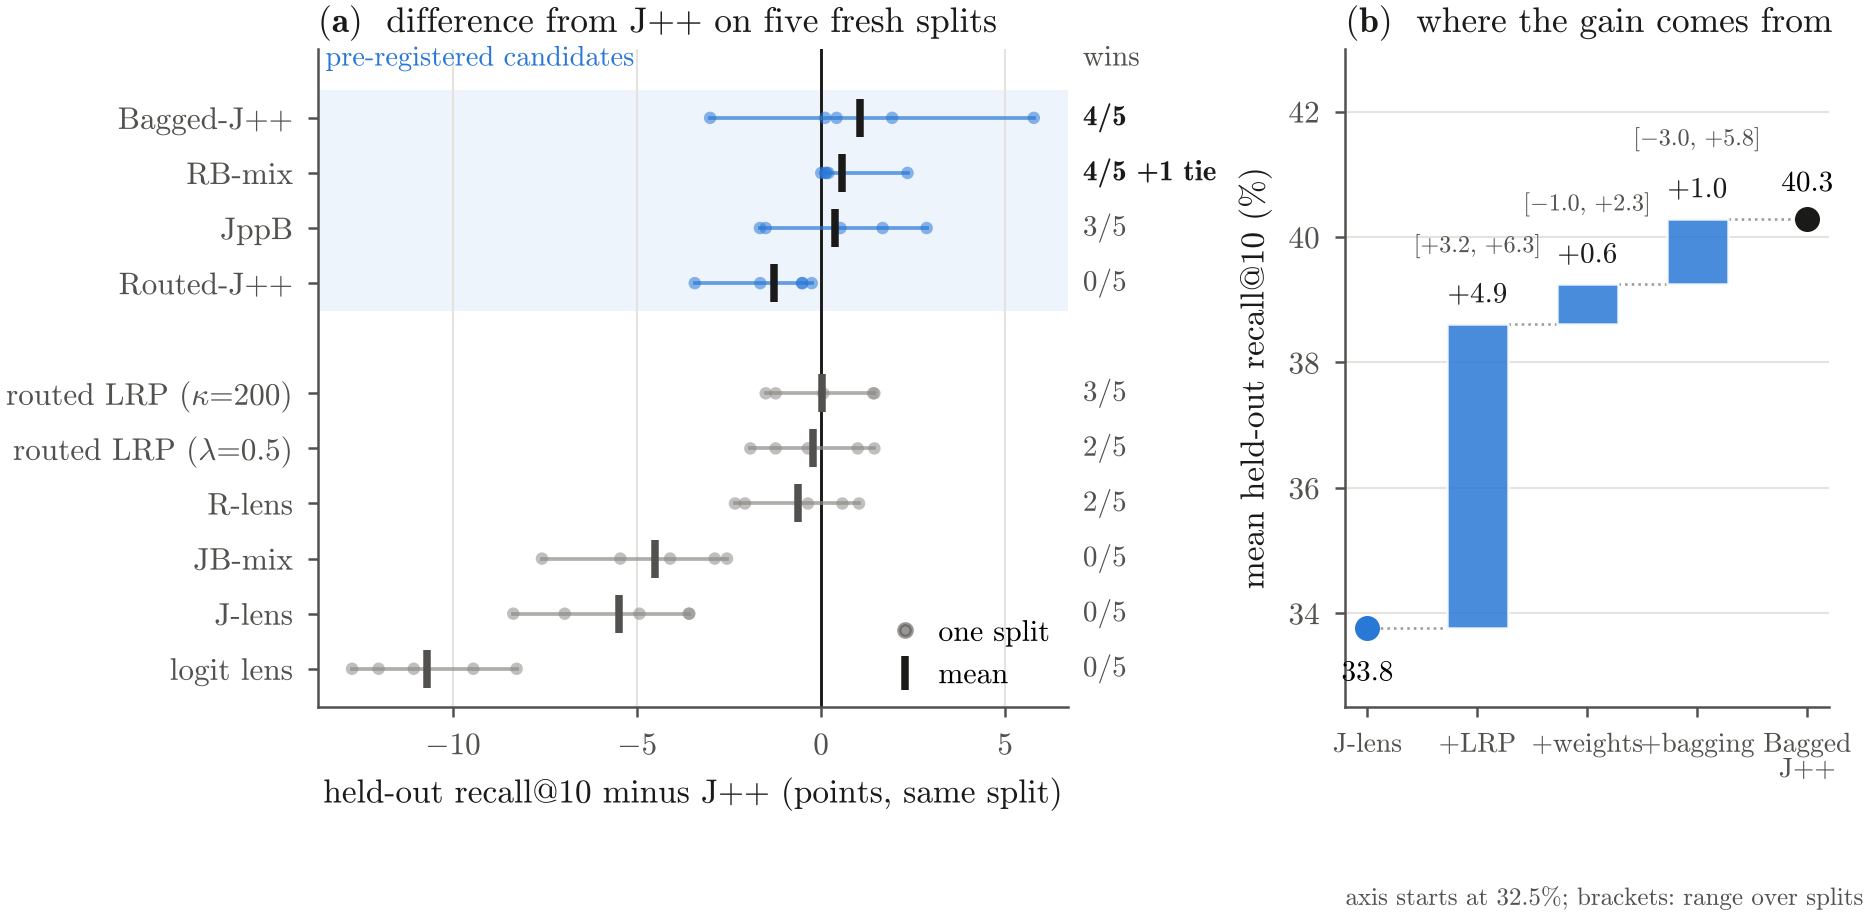 (a) difference from J++ on five fresh splits
pre-registered candidates
wins
Bagged-J++
4/5
RB-mix
4/5 +1 tie
JppB
3/5
Routed-J++
0/5
routed LRP (κ=200)
3/5
routed LRP (λ=0.5)
2/5
R-lens
2/5
JB-mix
0/5
J-lens
0/5
logit lens
0/5
one split
mean
−10
−5
0
5
held-out recall@10 minus J++ (points, same split)
(b) where the gain comes from
mean held-out recall@10 (%)
42
40
38
36
34
[−3.0, +5.8]
+1.0
40.3
[−1.0, +2.3]
+0.6
[+3.2, +6.3]
+4.9
33.8
J-lens
+LRP
+weights
+bagging
Bagged
J++
axis starts at 32.5%; brackets: range over splits